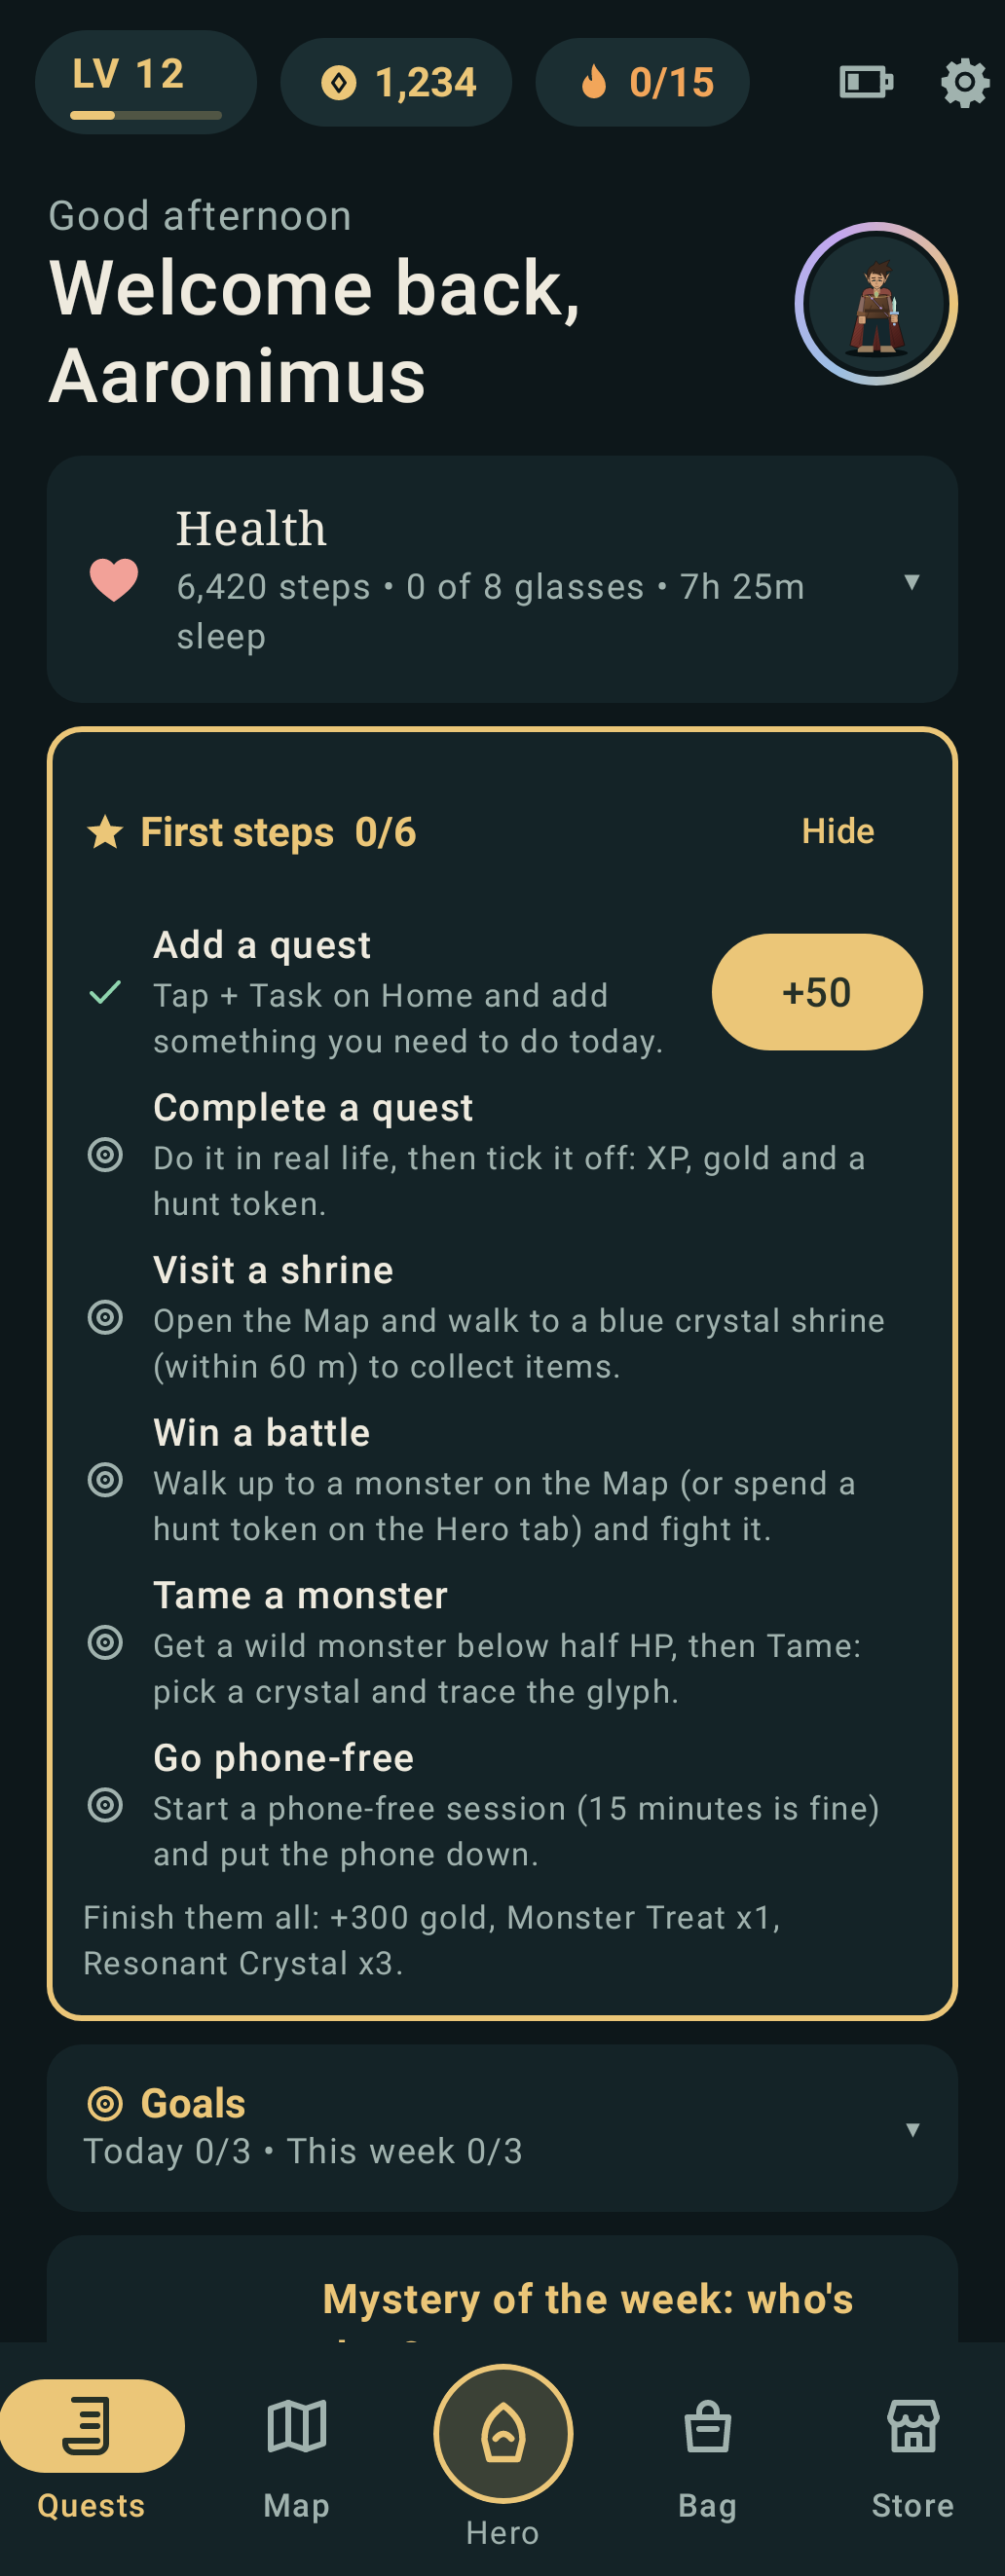 LV 12
1,234
0/15
Good afternoon
Welcome back,
Aaronimus
Health
6,420 steps • 0 of 8 glasses • 7h 25m
sleep
First steps 0/6
Hide
Add a quest
Tap + Task on Home and add
something you need to do today.
+50
Complete a quest
Do it in real life, then tick it off: XP, gold and a
hunt token.
Visit a shrine
Open the Map and walk to a blue crystal shrine
(within 60 m) to collect items.
Win a battle
Walk up to a monster on the Map (or spend a
hunt token on the Hero tab) and fight it.
Tame a monster
Get a wild monster below half HP, then Tame:
pick a crystal and trace the glyph.
Go phone-free
Start a phone-free session (15 minutes is fine)
and put the phone down.
Finish them all: +300 gold, Monster Treat x1,
Resonant Crystal x3.
Goals
Today 0/3 • This week 0/3
Mystery of the week: who's
Quests
Map
Hero
Bag
Store